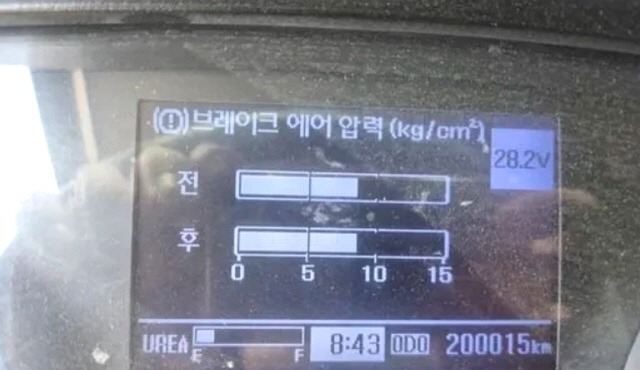 (!) 브레이크 에어 압력 (kg/cm²)
28.2V
전
후
0 5 10 15
UREA E F 8:43 ODO 200015km